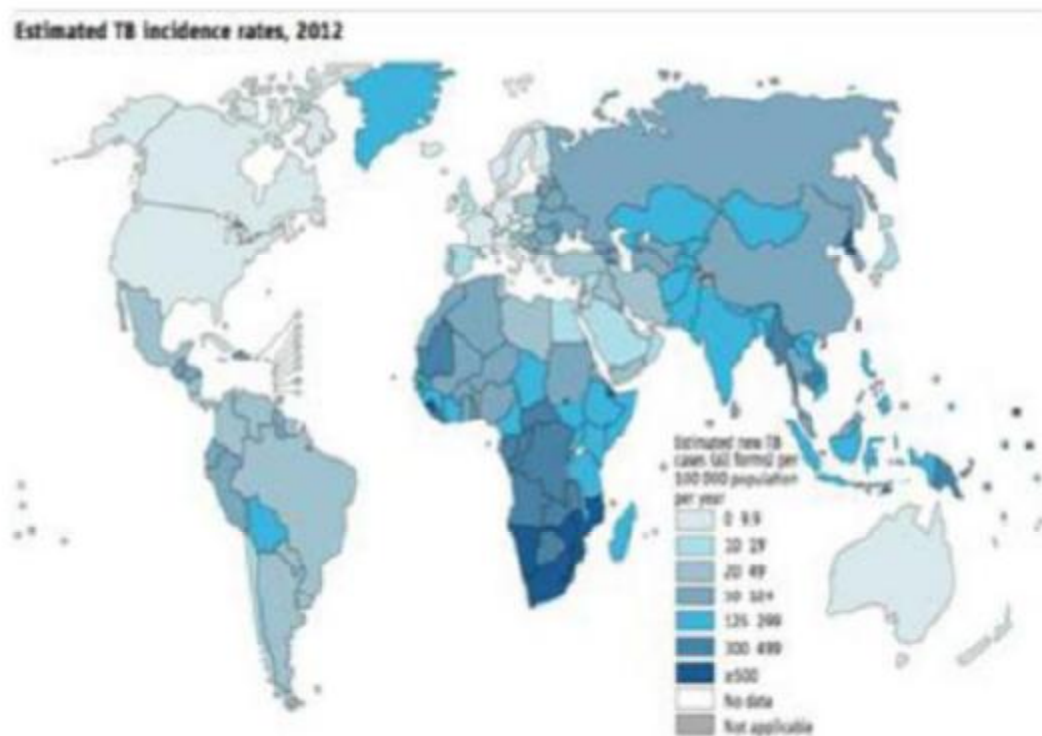 Estimated TB incidence rates, 2012
Estimated new TB
cases (all forms) per
100 000 population
per year
0 9.9
10 19
20 49
125 299
300 499
≥500
No data
Not applicable